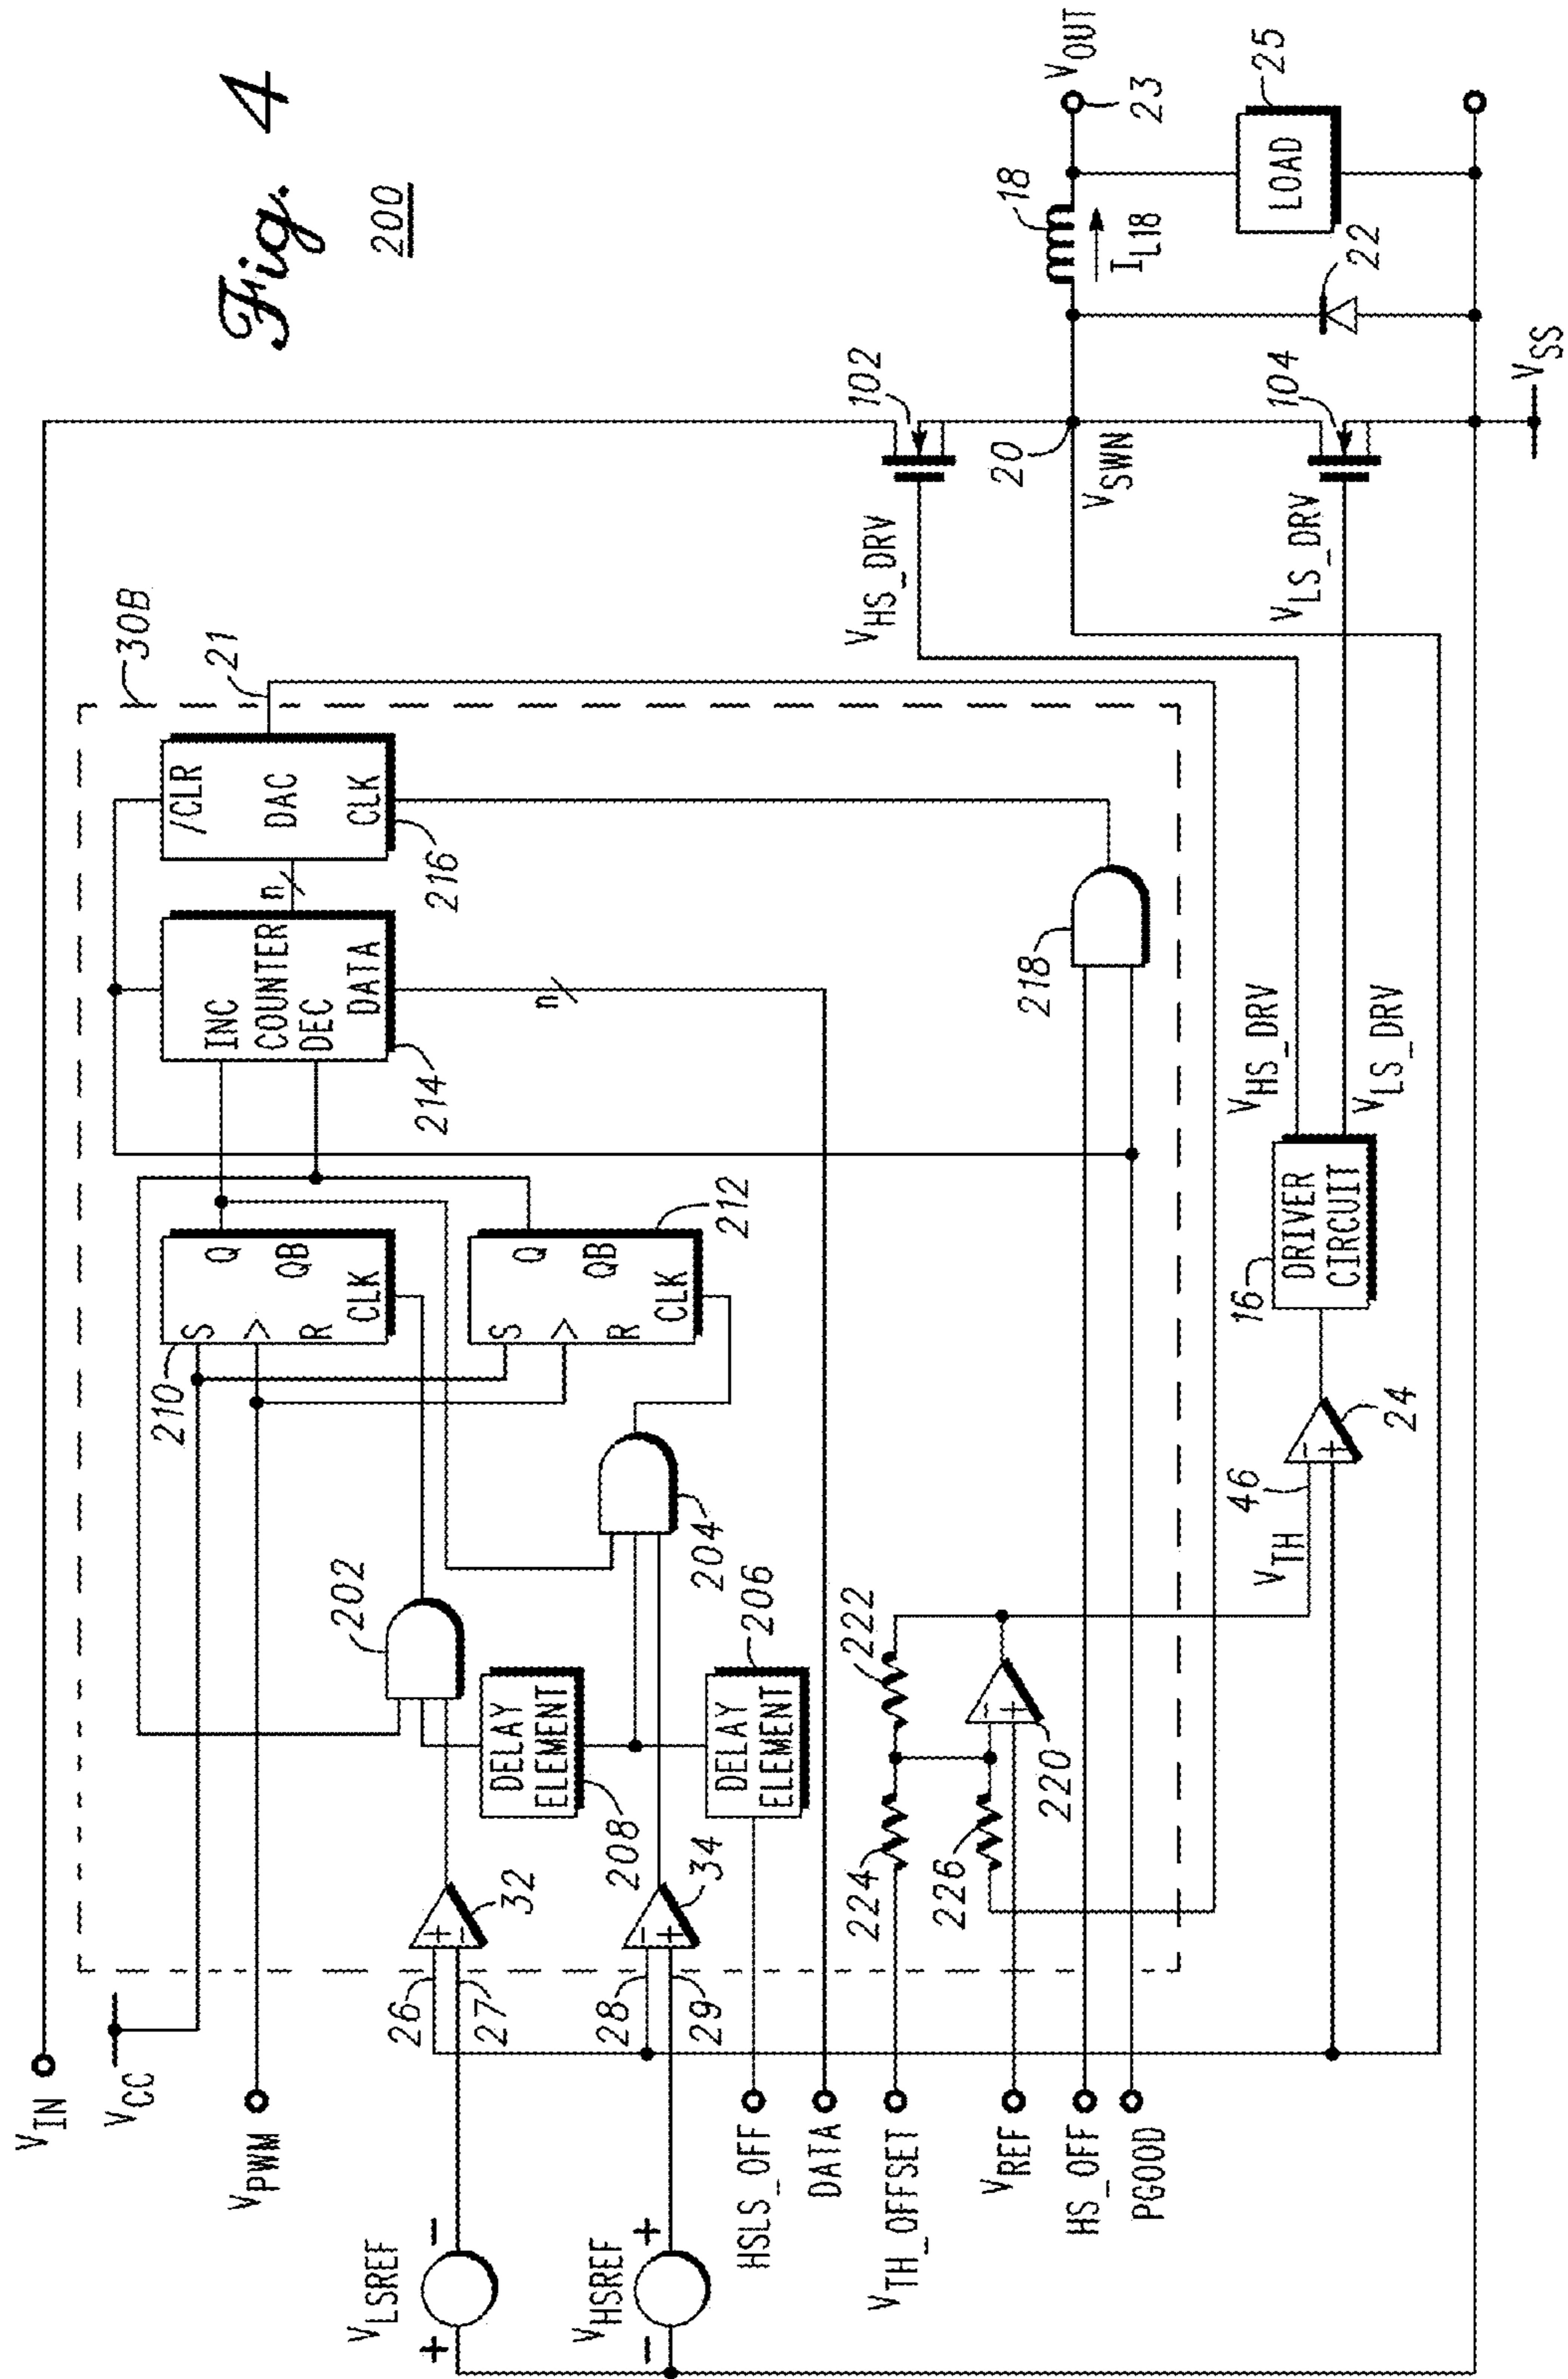 Fig. 4
200
V_IN
V_CC
V_PWM
V_LSREF
+
−
V_HSREF
−
+
HSLS_OFF
DATA
V_TH_OFFSET
V_REF
HS_OFF
PGOOD
30B
26
27
28
29
+
−
32
−
+
34
202
204
DELAY
ELEMENT
208
DELAY
ELEMENT
206
210
S
>
R
Q
QB
CLK
212
S
>
R
Q
QB
CLK
INC
COUNTER
DEC
DATA
214
n
n
/CLR
DAC
CLK
216
21
218
222
224
226
−
+
220
V_TH
46
−
+
24
16
DRIVER
CIRCUIT
V_HS_DRV
V_LS_DRV
V_HS_DRV
V_LS_DRV
102
104
20
V_SWN
18
I_L18
V_OUT
23
22
LOAD
25
V_SS